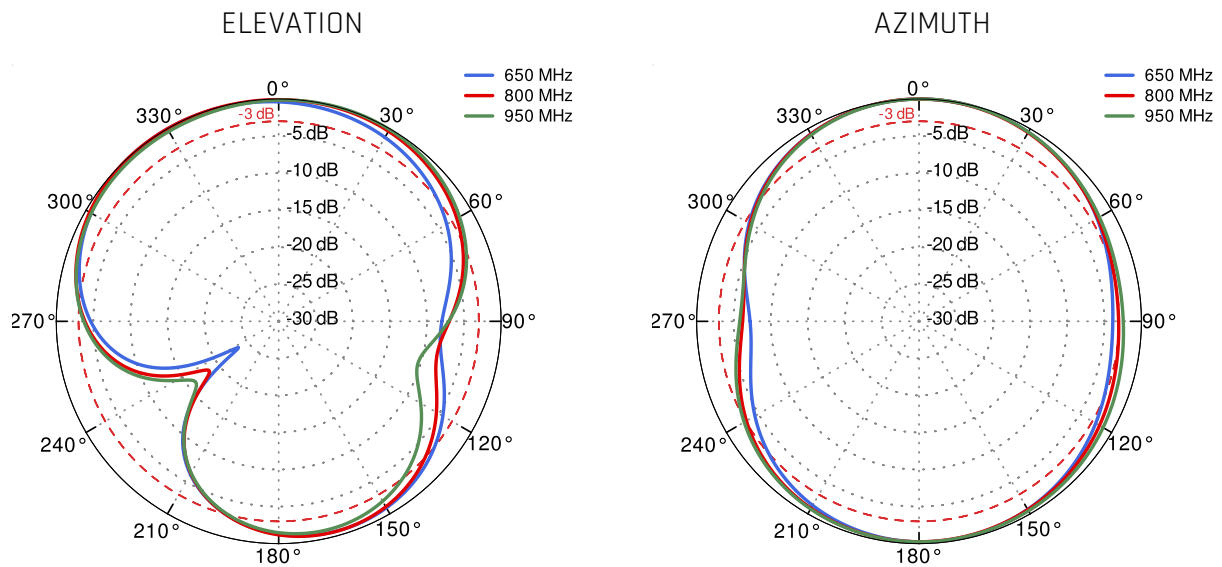 ELEVATION
650 MHz
800 MHz
950 MHz
0°
-3 dB
330°
30°
-5 dB
-10 dB
300°
60°
-15 dB
-20 dB
-25 dB
270°
-30 dB
90°
240°
120°
210°
150°
180°
AZIMUTH
650 MHz
800 MHz
950 MHz
0°
-3 dB
330°
30°
-5 dB
-10 dB
300°
60°
-15 dB
-20 dB
-25 dB
270°
-30 dB
90°
240°
120°
210°
150°
180°